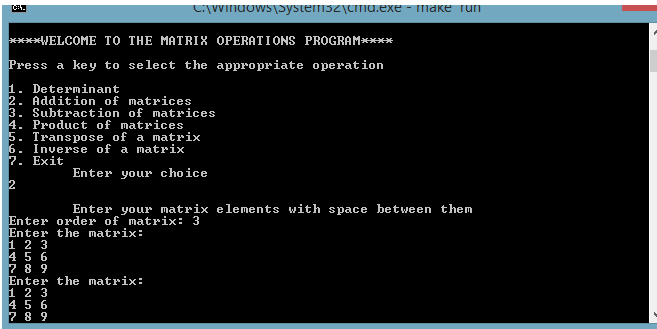 C:\Windows\System32\cmd.exe - make run
****WELCOME TO THE MATRIX OPERATIONS PROGRAM****
Press a key to select the appropriate operation
1. Determinant
2. Addition of matrices
3. Subtraction of matrices
4. Product of matrices
5. Transpose of a matrix
6. Inverse of a matrix
7. Exit
Enter your choice
2
Enter your matrix elements with space between them
Enter order of matrix: 3
Enter the matrix:
1 2 3
4 5 6
7 8 9
Enter the matrix:
1 2 3
4 5 6
7 8 9